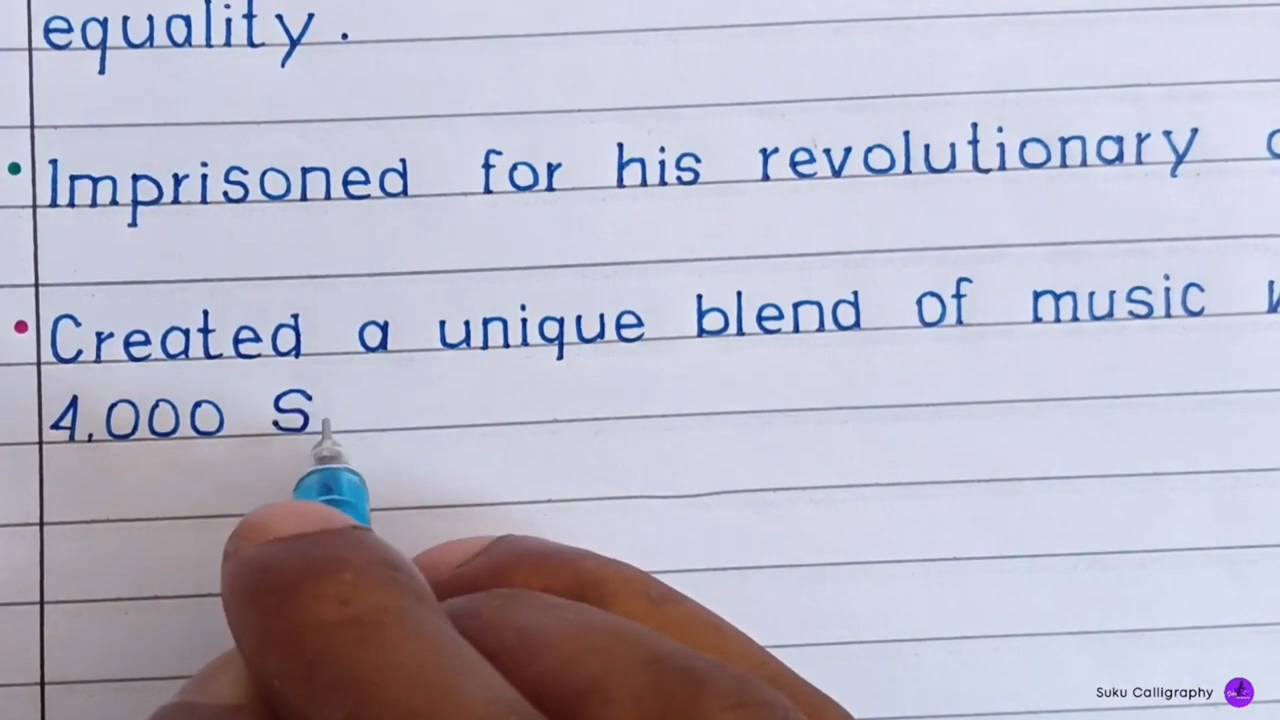 equality.
Imprisoned for his revolutionary
Created a unique blend of music
4,000 S
Suku Calligraphy